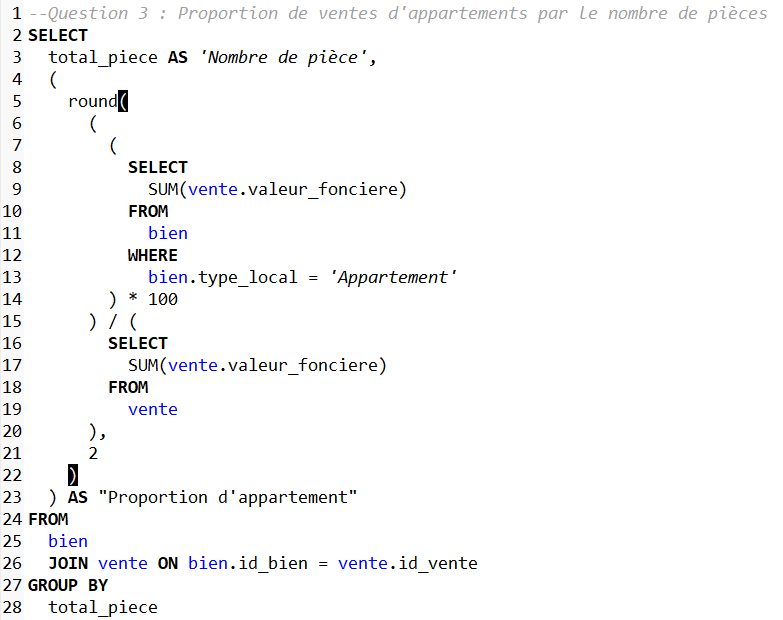 1 --Question 3 : Proportion de ventes d'appartements par le nombre de pièces
2 SELECT
3 total_piece AS 'Nombre de pièce',
4 (
5 round(
6 (
7 (
8 SELECT
9 SUM(vente.valeur_fonciere)
10 FROM
11 bien
12 WHERE
13 bien.type_local = 'Appartement'
14 ) * 100
15 ) / (
16 SELECT
17 SUM(vente.valeur_fonciere)
18 FROM
19 vente
20 ),
21 2
22 )
23 ) AS "Proportion d'appartement"
24 FROM
25 bien
26 JOIN vente ON bien.id_bien = vente.id_vente
27 GROUP BY
28 total_piece